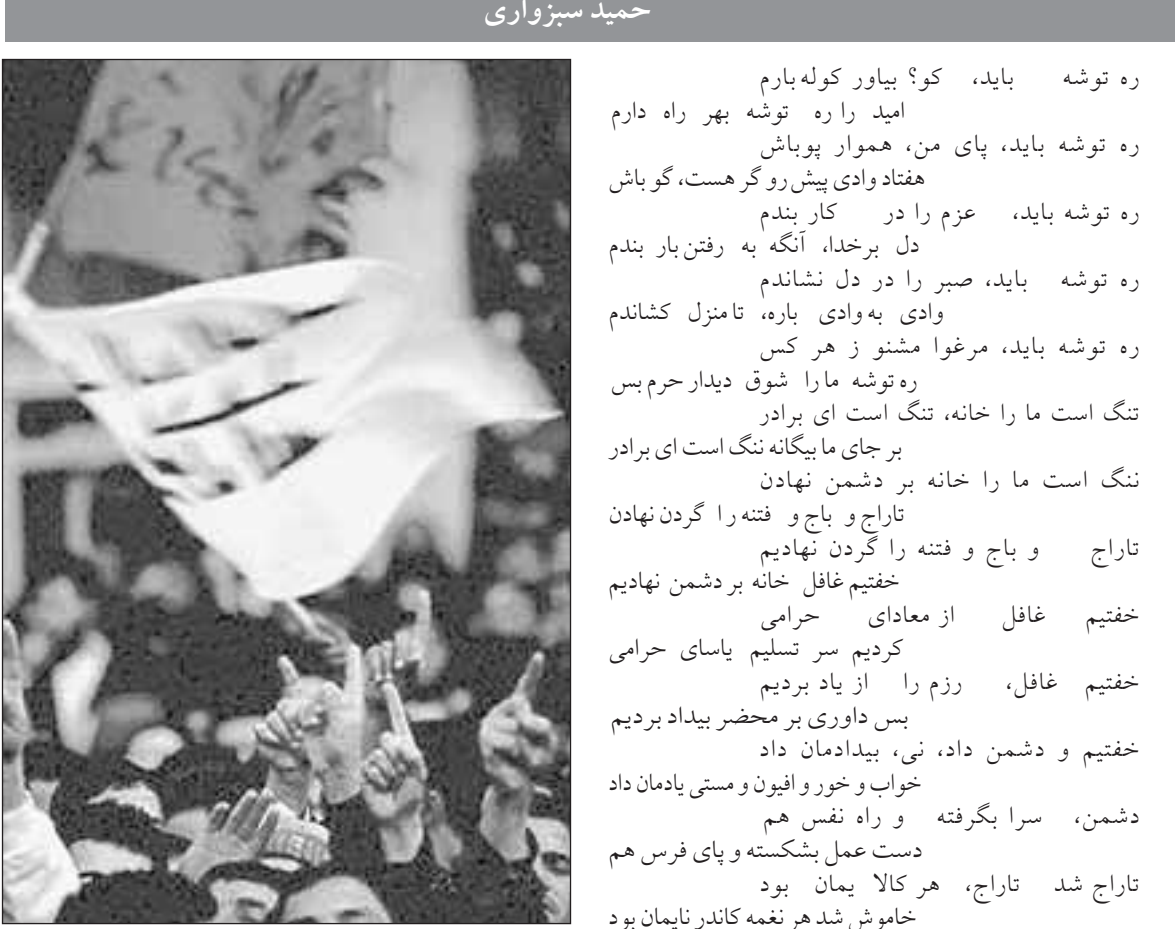 حمید سبزواری
ره توشه باید، کو؟ بیاور کوله بارم
امید را ره توشه بهر راه دارم
ره توشه باید، پای من، هموار پوباش
هفتاد وادی پیش رو گر هست، گو باش
ره توشه باید، عزم را در کار بندم
دل برخدا، آنگه به رفتن بار بندم
ره توشه باید، صبر را در دل نشاندم
وادی به وادی باره، تا منزل کشاندم
ره توشه باید، مرغوا مشنو ز هر کس
ره توشه ما را شوق دیدار حرم بس
تنگ است ما را خانه، تنگ است ای برادر
بر جای ما بیگانه ننگ است ای برادر
ننگ است ما را خانه بر دشمن نهادن
تاراج و باج و فتنه را گردن نهادن
تاراج و باج و فتنه را گردن نهادیم
خفتیم غافل خانه بر دشمن نهادیم
خفتیم غافل از معادای حرامی
کردیم سر تسلیم یاسای حرامی
خفتیم غافل، رزم را از یاد بردیم
بس داوری بر محضر بیداد بردیم
خفتیم و دشمن داد، نی، بیدادمان داد
خواب و خور و افیون و مستی یادمان داد
دشمن، سرا بگرفته و راه نفس هم
دست عمل بشکسته و پای فرس هم
تاراج شد تاراج، هر کالا یمان بود
خاموش شد هر نغمه کاندر نایمان بود